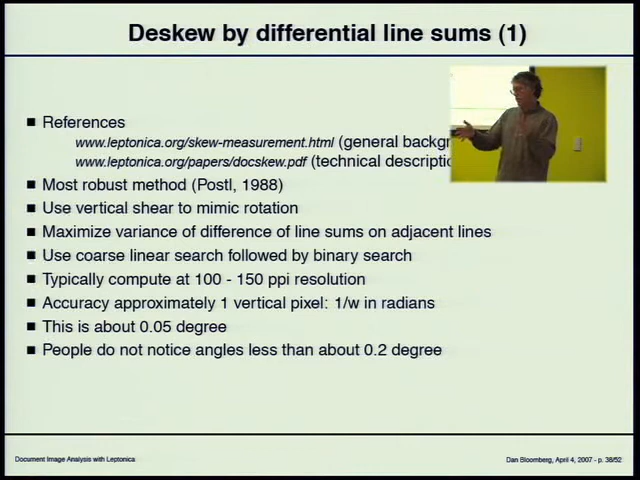 Deskew by differential line sums (1)
References
www.leptonica.org/skew-measurement.html (general
www.leptonica.org/papers/docskew.pdf (technical
Most robust method (Postl, 1988)
Use vertical shear to mimic rotation
Maximize variance of difference of line sums on adjacent lines
Use coarse linear search followed by binary search
Typically compute at 100 - 150 ppi resolution
Accuracy approximately 1 vertical pixel: 1/w in radians
This is about 0.05 degree
People do not notice angles less than about 0.2 degree
Document Image Analysis with Leptonica
Dan Bloomberg, April 4, 2007 - p. 38/52